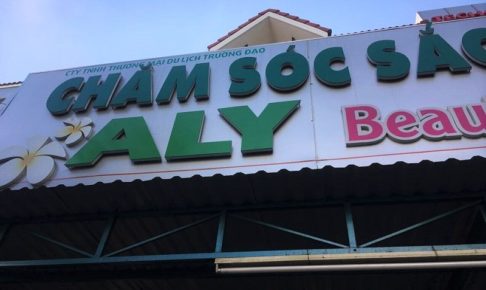 CTY TNHH THƯƠNG MẠI DU LỊCH TRƯỜNG ĐẠO
CHĂM SÓC SẮC
ALY Beau